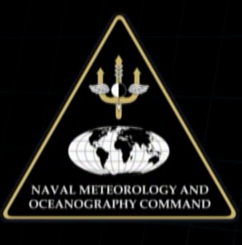 NAVAL METEOROLOGY AND
OCEANOGRAPHY COMMAND